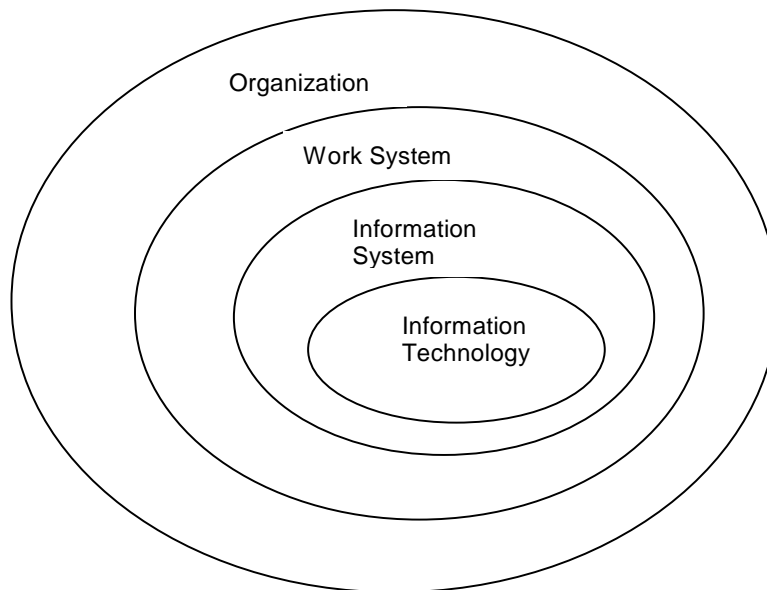 Organization
Work System
Information
System
Information
Technology